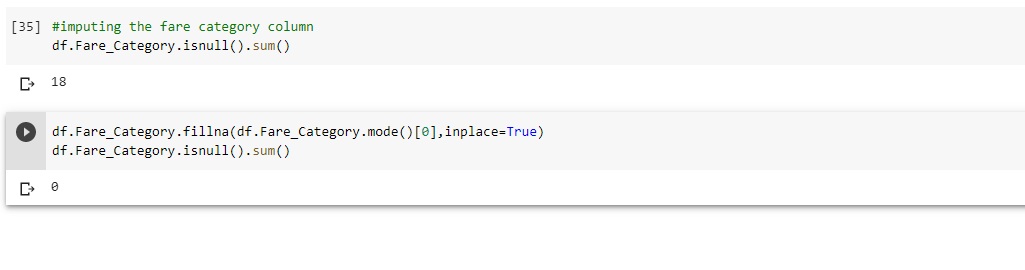 [35] #imputing the fare category column
df.Fare_Category.isnull().sum()
18
df.Fare_Category.fillna(df.Fare_Category.mode()[0],inplace=True)
df.Fare_Category.isnull().sum()
0